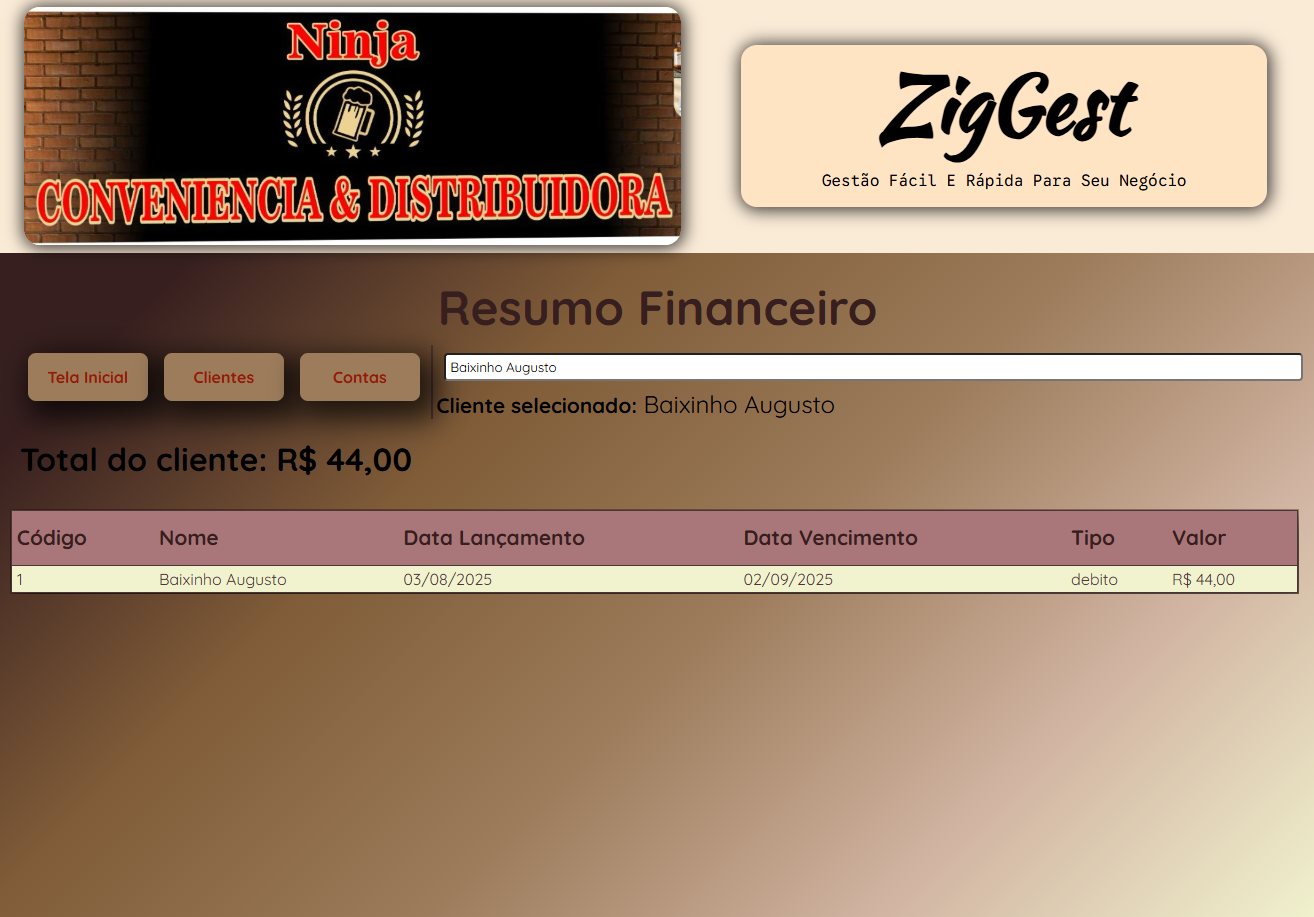 Ninja
CONVENIENCIA & DISTRIBUIDORA
ZigGest
Gestão Fácil E Rápida Para Seu Negócio
Resumo Financeiro
Tela Inicial Clientes Contas
Baixinho Augusto
Cliente selecionado: Baixinho Augusto
Total do cliente: R$ 44,00
Código Nome Data Lançamento Data Vencimento Tipo Valor
1 Baixinho Augusto 03/08/2025 02/09/2025 debito R$ 44,00